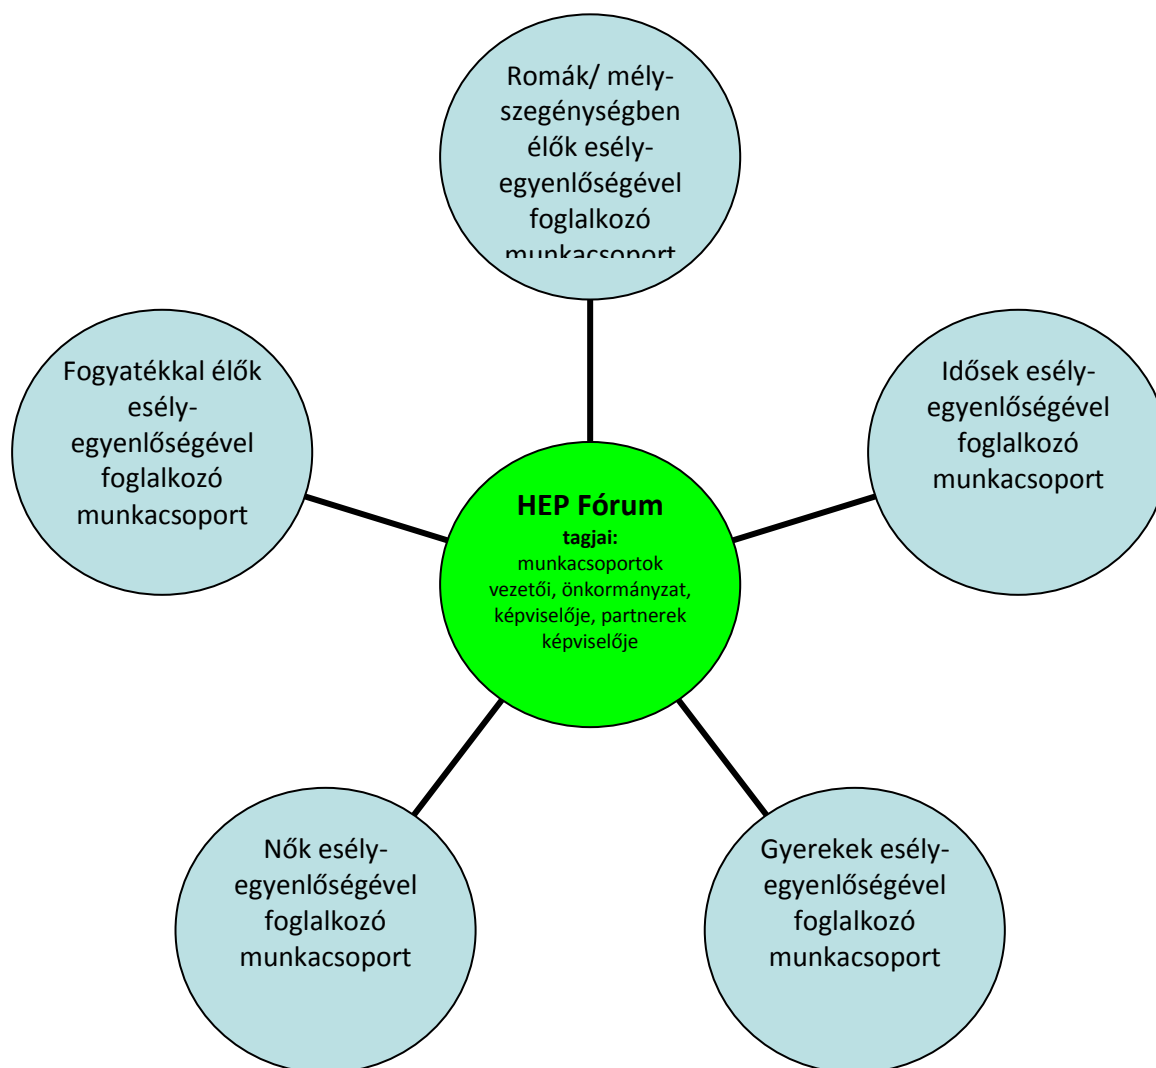 Romák/ mély-
szegénységben
élők esély-
egyenlőségével
foglalkozó
munkacsoport
Fogyatékkal élők
esély-
egyenlőségével
foglalkozó
munkacsoport
Idősek esély-
egyenlőségével
foglalkozó
munkacsoport
HEP Fórum
tagjai:
munkacsoportok
vezetői, önkormányzat,
képviselője, partnerek
képviselője
Nők esély-
egyenlőségével
foglalkozó
munkacsoport
Gyerekek esély-
egyenlőségével
foglalkozó
munkacsoport